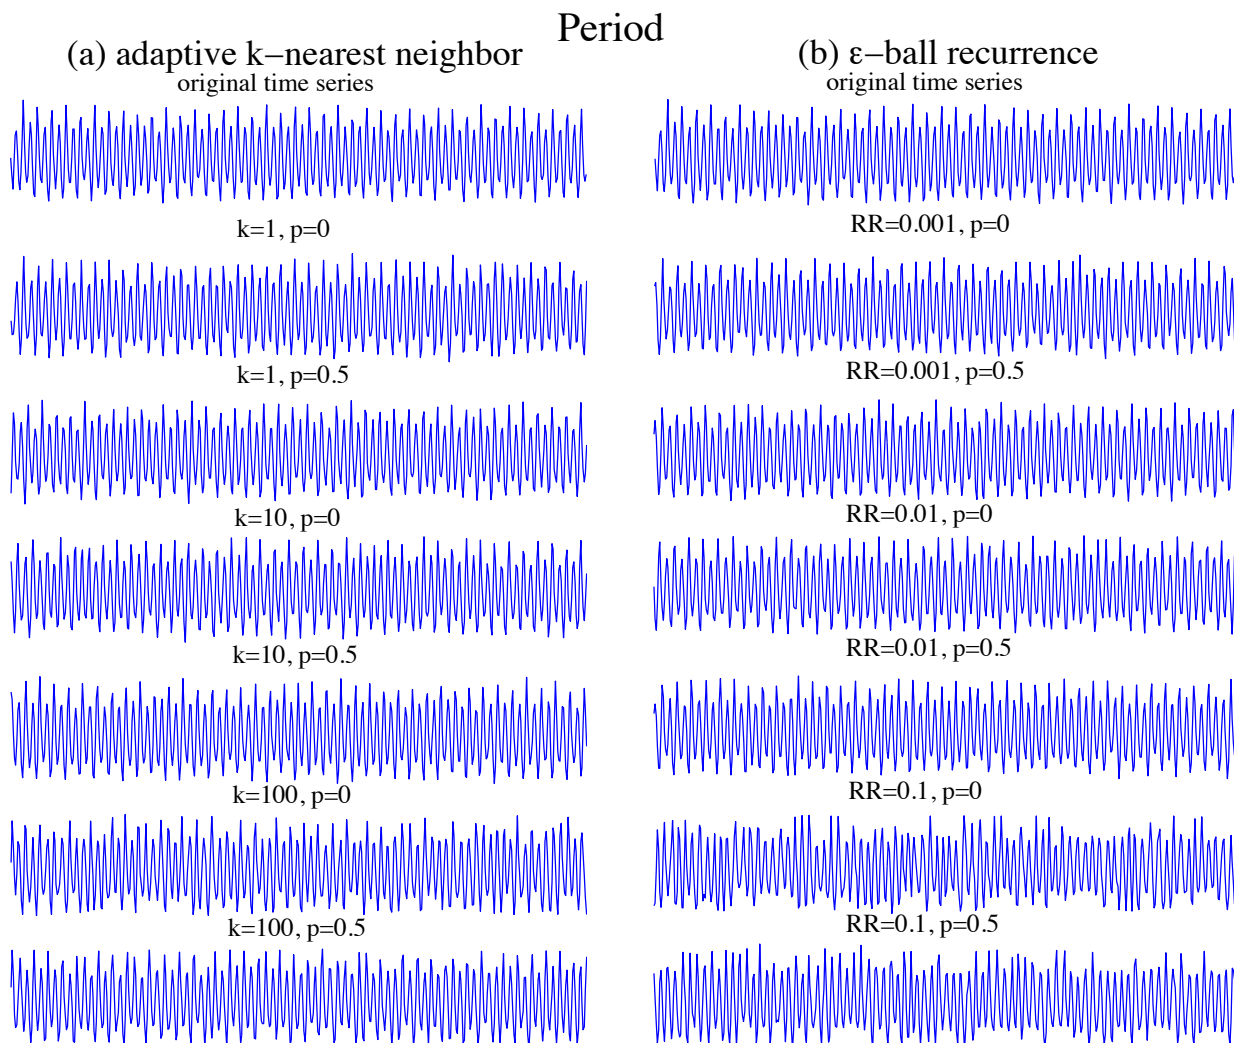 Period
(a) adaptive k−nearest neighbor
original time series
k=1, p=0
k=1, p=0.5
k=10, p=0
k=10, p=0.5
k=100, p=0
k=100, p=0.5
(b) ε−ball recurrence
original time series
RR=0.001, p=0
RR=0.001, p=0.5
RR=0.01, p=0
RR=0.01, p=0.5
RR=0.1, p=0
RR=0.1, p=0.5